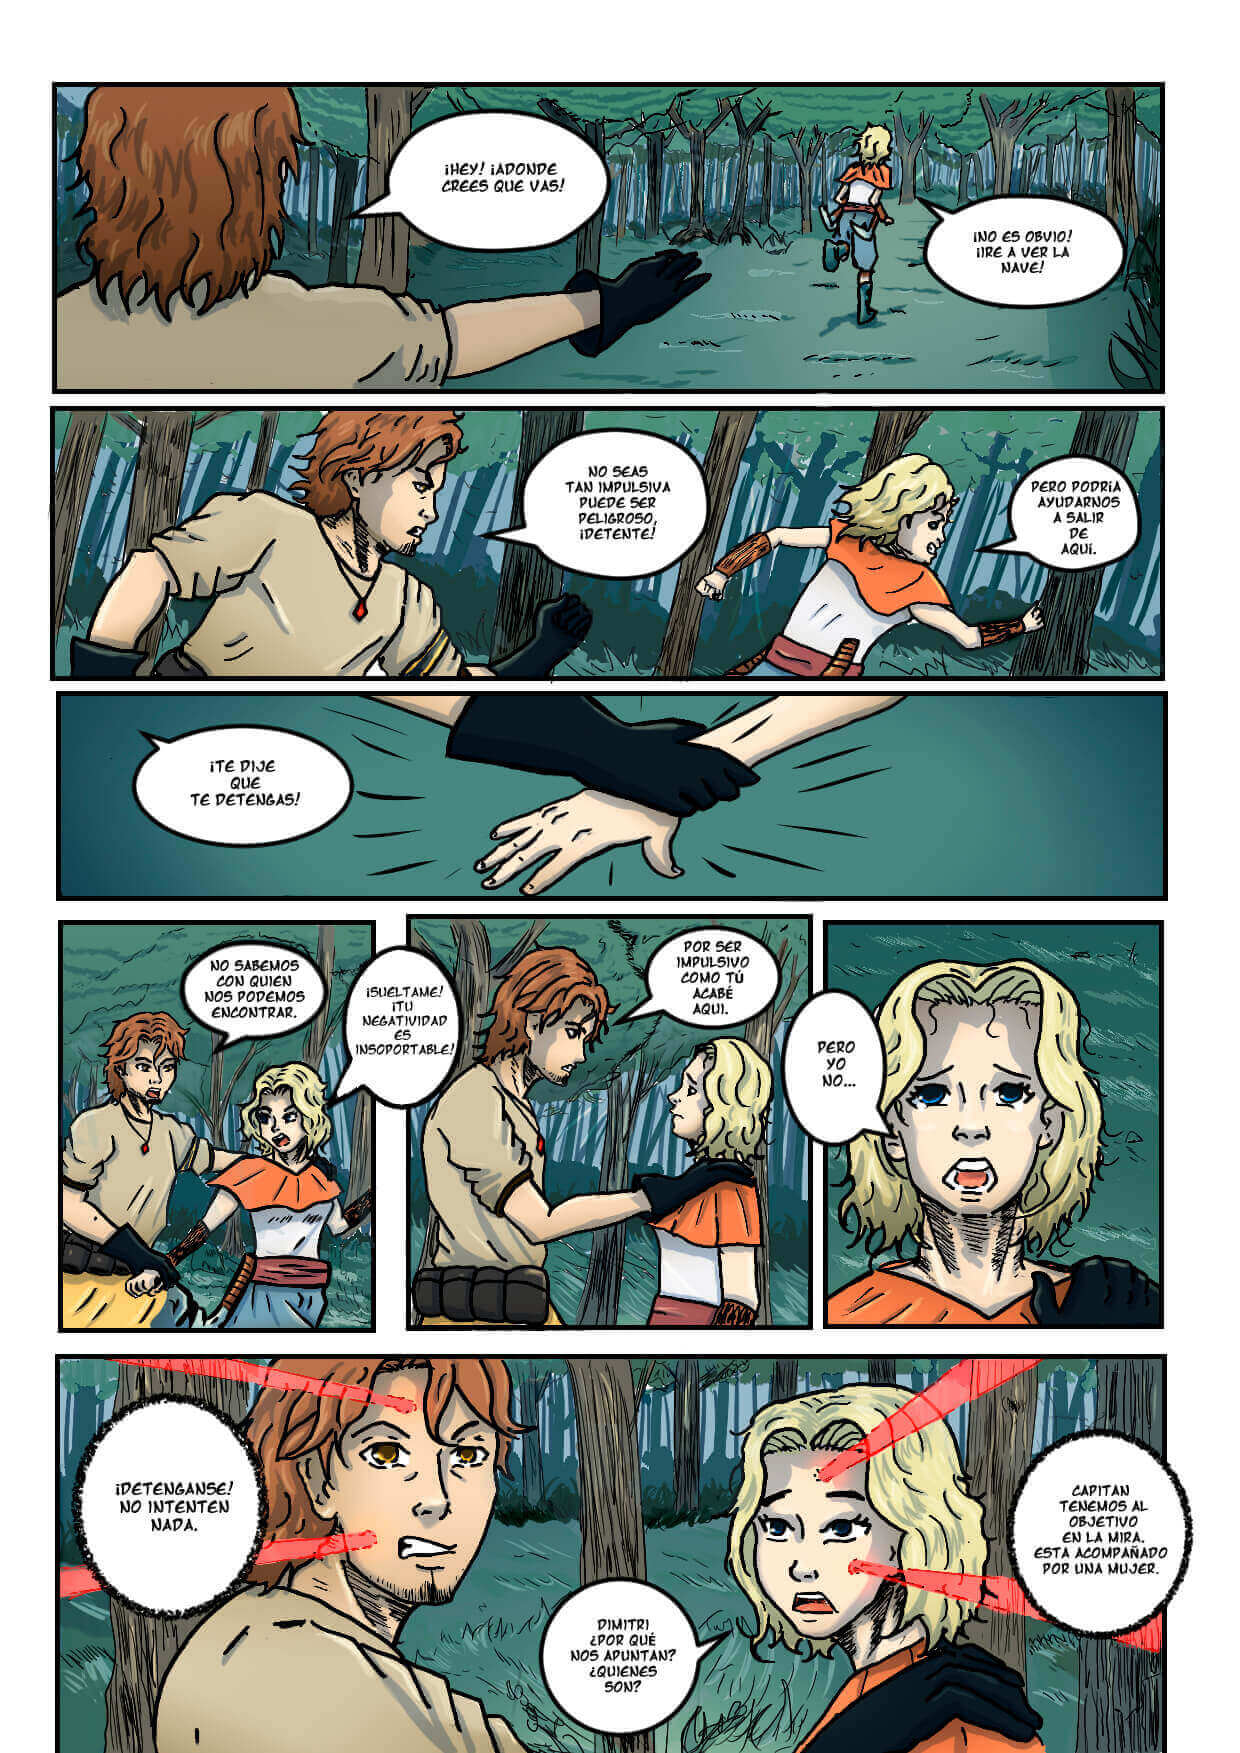 ¡HEY! ¡ADONDE
CREES QUE VAS!
¡NO ES OBVIO!
¡IRE A VER LA
NAVE!
NO SEAS
TAN IMPULSIVA
PUEDE SER
PELIGROSO,
¡DETENTE!
PERO PODRÍA
AYUDARNOS
A SALIR
DE
AQUÍ.
¡TE DIJE
QUE
TE DETENGAS!
NO SABEMOS
CON QUIEN
NOS PODEMOS
ENCONTRAR.
¡SUELTAME!
¡TU
NEGATIVIDAD
ES
INSOPORTABLE!
POR SER
IMPULSIVO
COMO TÚ
ACABÉ
AQUI.
PERO
YO
NO...
¡DETENGANSE!
NO INTENTEN
NADA.
CAPITAN
TENEMOS AL
OBJETIVO
EN LA MIRA.
ESTA ACOMPAÑADO
POR UNA MUJER.
DIMITRI
¿POR QUÉ
NOS APUNTAN?
¿QUIENES
SON?